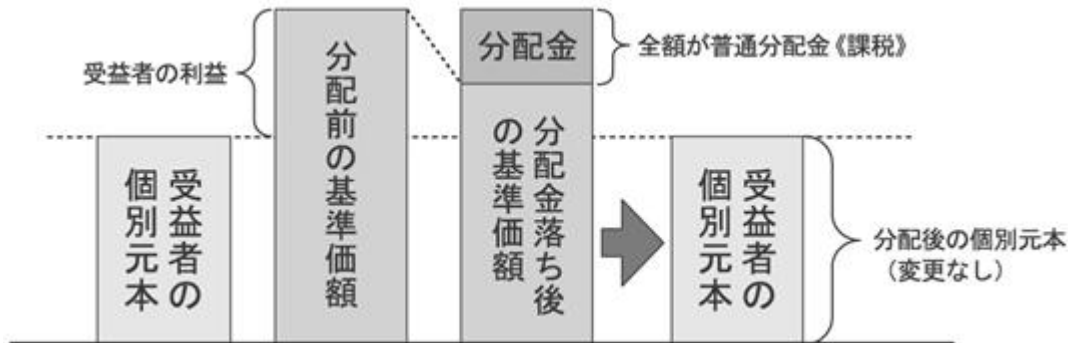 受益者の利益
受益者の
個別元本
分配前の基準価額
分配金
全額が普通分配金《課税》
分配金落ち後
の基準価額
受益者の
個別元本
分配後の個別元本
（変更なし）